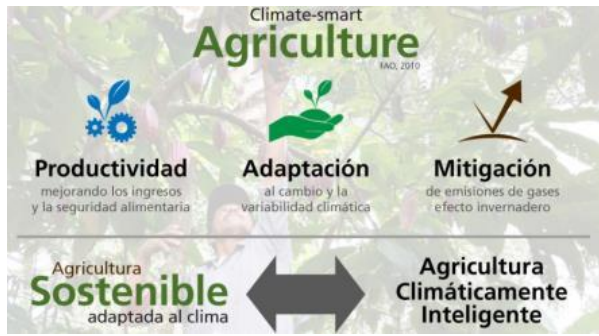 Climate-smart
Agriculture
FAO, 2010
Productividad
mejorando los ingresos
y la seguridad alimentaria
Adaptación
al cambio y la
variabilidad climática
Mitigación
de emisiones de gases
efecto invernadero
Agricultura
Sostenible
adaptada al clima
Agricultura
Climáticamente
Inteligente